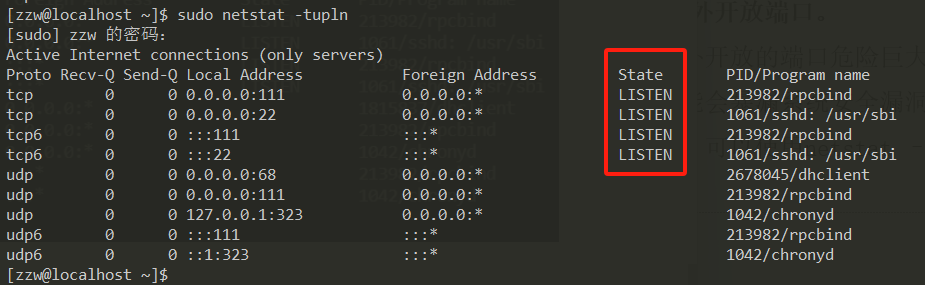 [zzw@localhost ~]$ sudo netstat -tupln
[sudo] zzw 的密码：
Active Internet connections (only servers)
Proto Recv-Q Send-Q Local Address           Foreign Address         State       PID/Program name
tcp        0      0 0.0.0.0:111             0.0.0.0:*               LISTEN      213982/rpcbind
tcp        0      0 0.0.0.0:22              0.0.0.0:*               LISTEN      1061/sshd: /usr/sbi
tcp6       0      0 :::111                  :::*                    LISTEN      213982/rpcbind
tcp6       0      0 :::22                   :::*                    LISTEN      1061/sshd: /usr/sbi
udp        0      0 0.0.0.0:68              0.0.0.0:*                           2678045/dhclient
udp        0      0 0.0.0.0:111             0.0.0.0:*                           213982/rpcbind
udp        0      0 127.0.0.1:323           0.0.0.0:*                           1042/chronyd
udp6       0      0 :::111                  :::*                                213982/rpcbind
udp6       0      0 ::1:323                 :::*                                1042/chronyd
[zzw@localhost ~]$